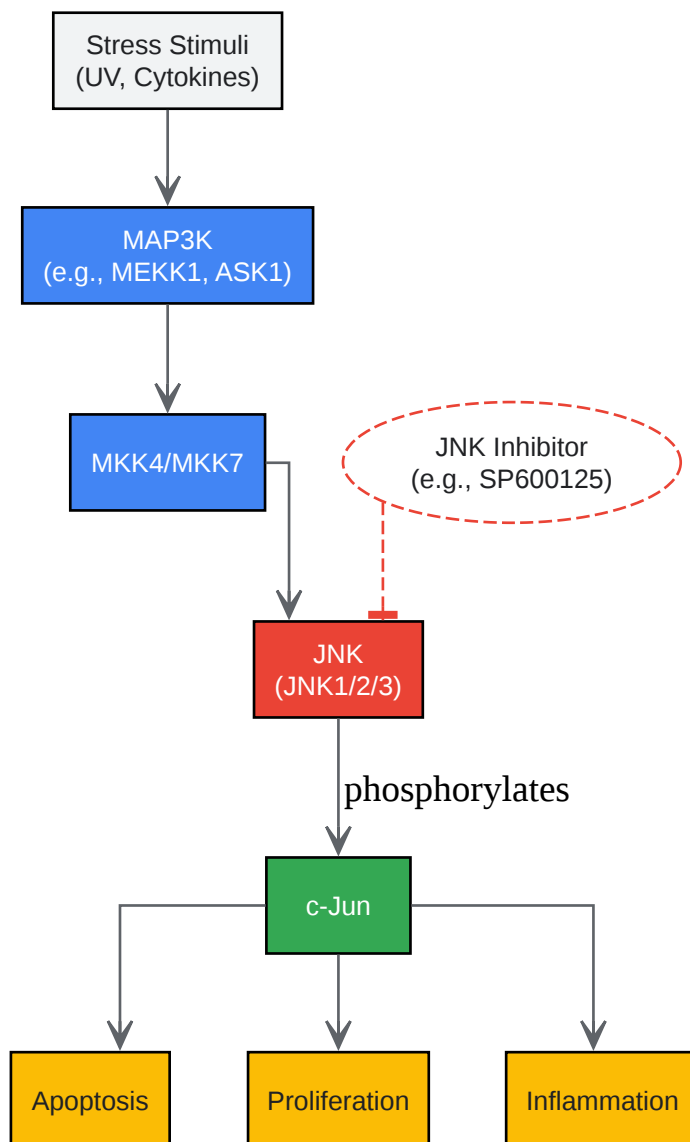 Stress Stimuli
(UV, Cytokines)
MAP3K
(e.g., MEKK1, ASK1)
MKK4/MKK7
JNK Inhibitor
(e.g., SP600125)
JNK
(JNK1/2/3)
phosphorylates
c-Jun
Apoptosis
Proliferation
Inflammation